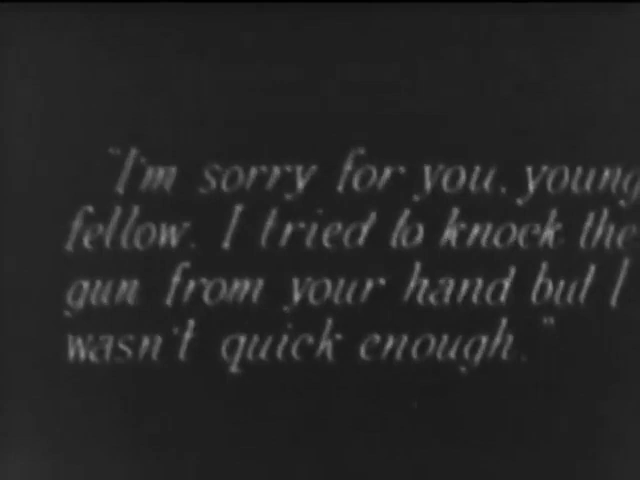 "I'm sorry for you, young
fellow. I tried to knock the
gun from your hand but I
wasn't quick enough."